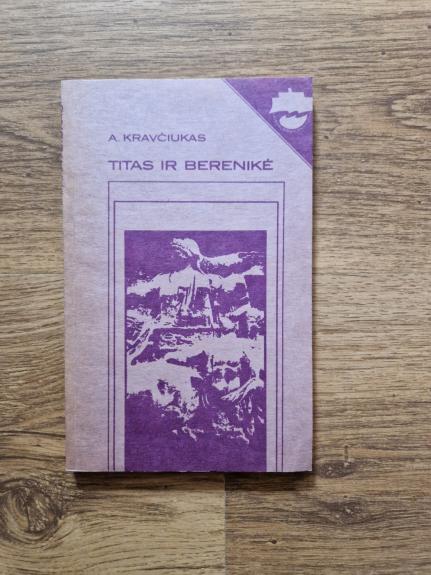 A. KRAVČIUKAS
TITAS IR BERENIKĖ